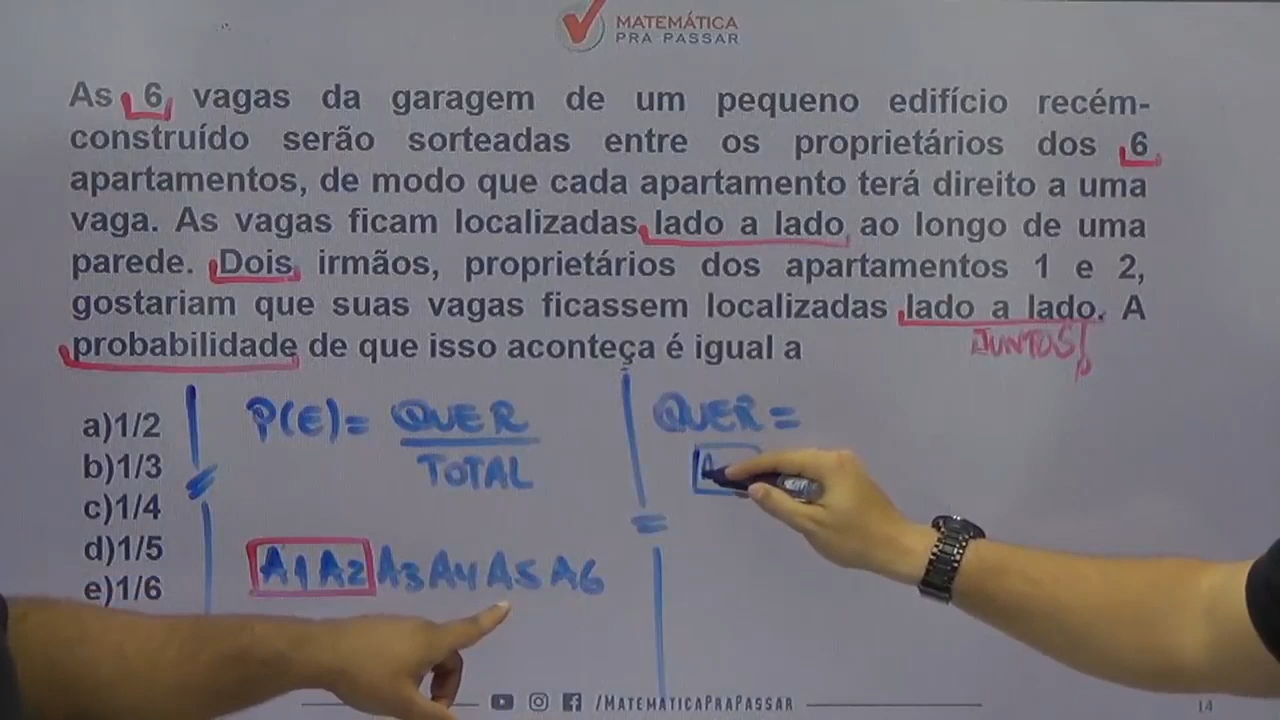 MATEMÁTICA
PRA PASSAR
As 6 vagas da garagem de um pequeno edifício recém-
construído serão sorteadas entre os proprietários dos 6
apartamentos, de modo que cada apartamento terá direito a uma
vaga. As vagas ficam localizadas lado a lado ao longo de uma
parede. Dois irmãos, proprietários dos apartamentos 1 e 2,
gostariam que suas vagas ficassem localizadas lado a lado. A
JUNTOS!
probabilidade de que isso aconteça é igual a
a)1/2
b)1/3
c)1/4
d)1/5
e)1/6
P(E)= QUER
TOTAL
A1 A2 A3 A4 A5 A6
QUER =
/MATEMÁTICAPRAPASSAR
14